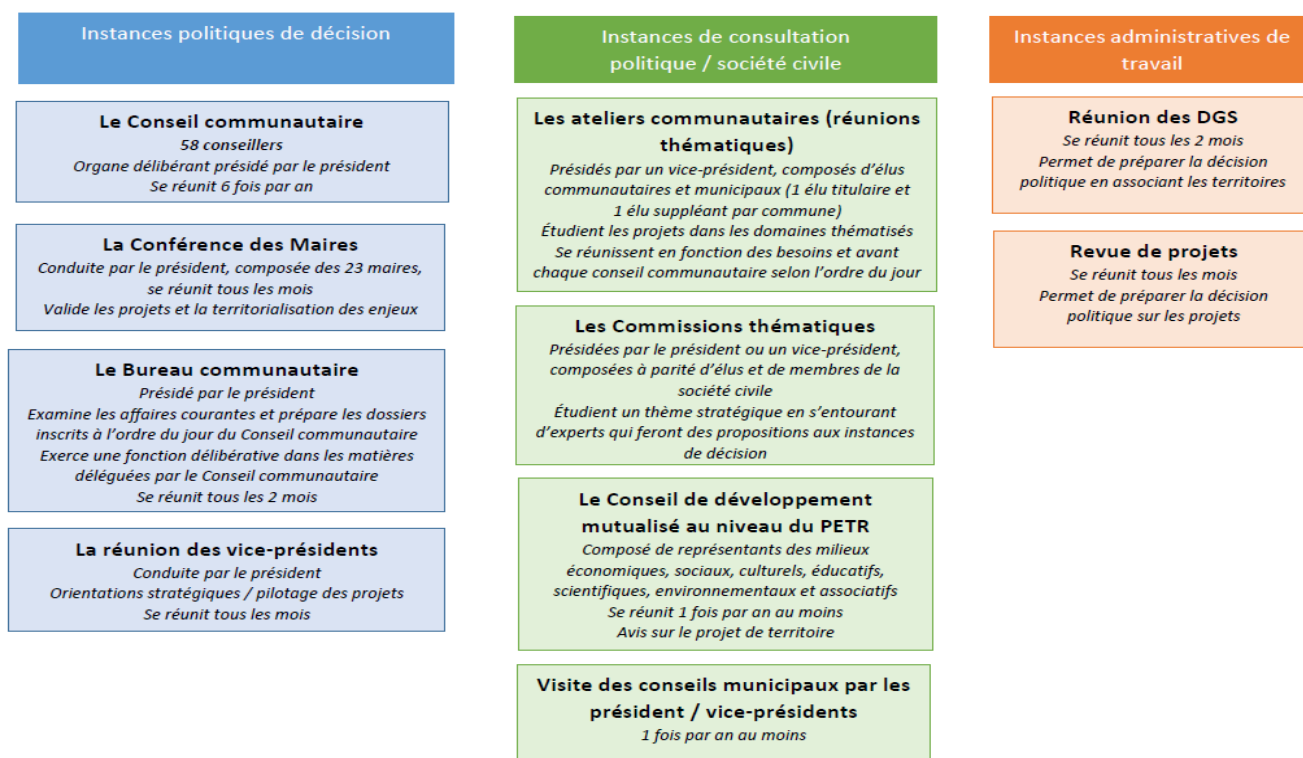 Instances politiques de décision
Le Conseil communautaire
58 conseillers
Organe délibérant présidé par le président
Se réunit 6 fois par an
La Conférence des Maires
Conduite par le président, composée des 23 maires,
se réunit tous les mois
Valide les projets et la territorialisation des enjeux
Le Bureau communautaire
Présidé par le président
Examine les affaires courantes et prépare les dossiers
inscrits à l’ordre du jour du Conseil communautaire
Exerce une fonction délibérative dans les matières
déléguées par le Conseil communautaire
Se réunit tous les 2 mois
La réunion des vice-présidents
Conduite par le président
Orientations stratégiques / pilotage des projets
Se réunit tous les mois
Instances de consultation
politique / société civile
Les ateliers communautaires (réunions
thématiques)
Présidés par un vice-président, composés d’élus
communautaires et municipaux (1 élu titulaire et
1 élu suppléant par commune)
Étudient les projets dans les domaines thématisés
Se réunissent en fonction des besoins et avant
chaque conseil communautaire selon l’ordre du jour
Les Commissions thématiques
Présidées par le président ou un vice-président,
composées à parité d’élus et de membres de la
société civile
Étudient un thème stratégique en s’entourant
d’experts qui feront des propositions aux instances
de décision
Le Conseil de développement
mutualisé au niveau du PETR
Composé de représentants des milieux
économiques, sociaux, culturels, éducatifs,
scientifiques, environnementaux et associatifs
Se réunit 1 fois par an au moins
Avis sur le projet de territoire
Visite des conseils municipaux par les
président / vice-présidents
1 fois par an au moins
Instances administratives de
travail
Réunion des DGS
Se réunit tous les 2 mois
Permet de préparer la décision
politique en associant les territoires
Revue de projets
Se réunit tous les mois
Permet de préparer la décision
politique sur les projets